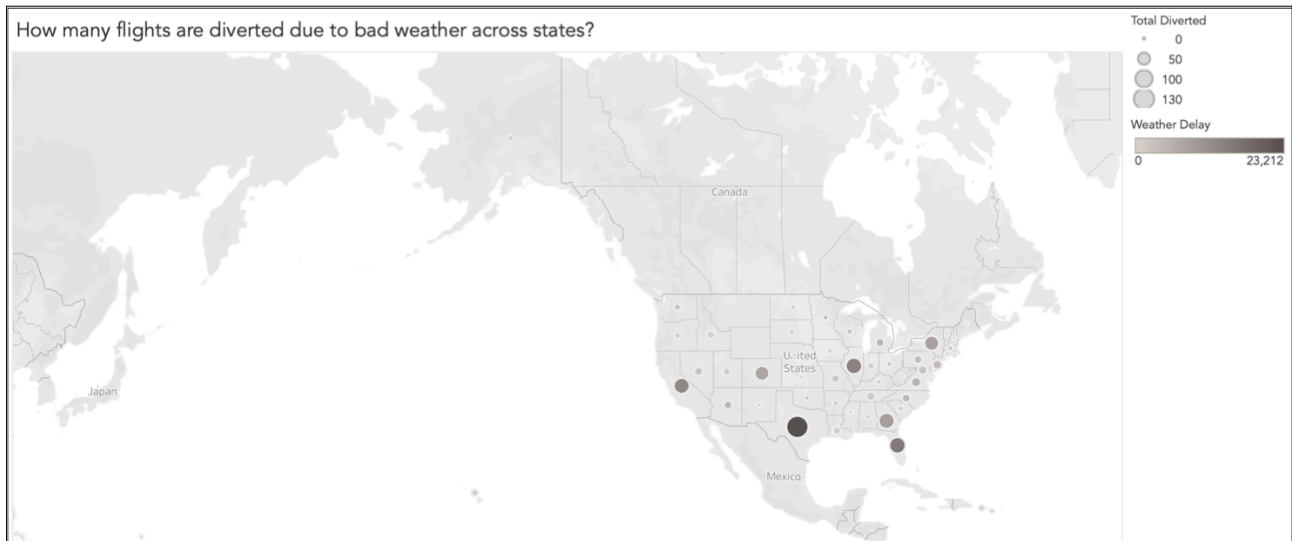 How many flights are diverted due to bad weather across states?
Total Diverted
0
50
100
130
Weather Delay
0 23,212
Canada
United
States
Japan
Mexico